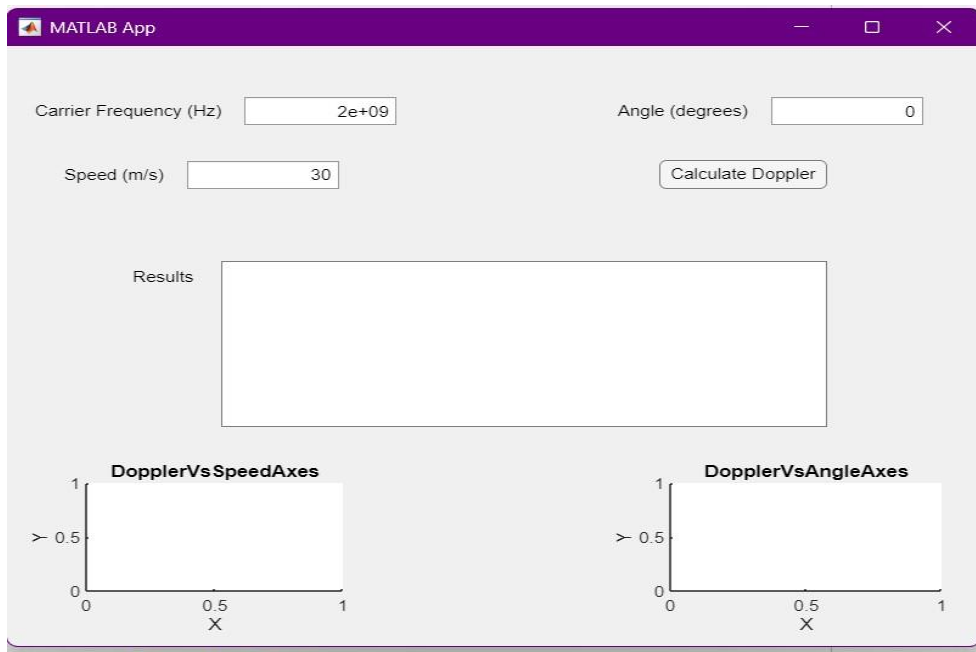 MATLAB App
Carrier Frequency (Hz) 2e+09 Angle (degrees) 0
Speed (m/s) 30 Calculate Doppler
Results
DopplerVsSpeedAxes DopplerVsAngleAxes
1 1
Y 0.5 Y 0.5
0 0
0 0.5 1 0 0.5 1
X X